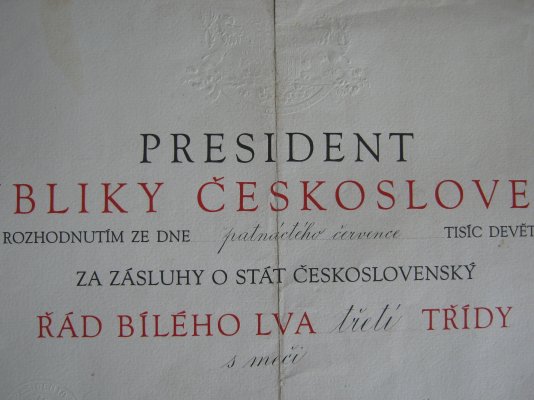 PRESIDENT
UBLIKY ČESKOSLOVE
ROZHODNUTÍM ZE DNE patnáctého července TISÍC DEVĚT
ZA ZÁSLUHY O STÁT ČESKOSLOVENSKÝ
ŘÁD BÍLÉHO LVA třetí TŘÍDY
s meči